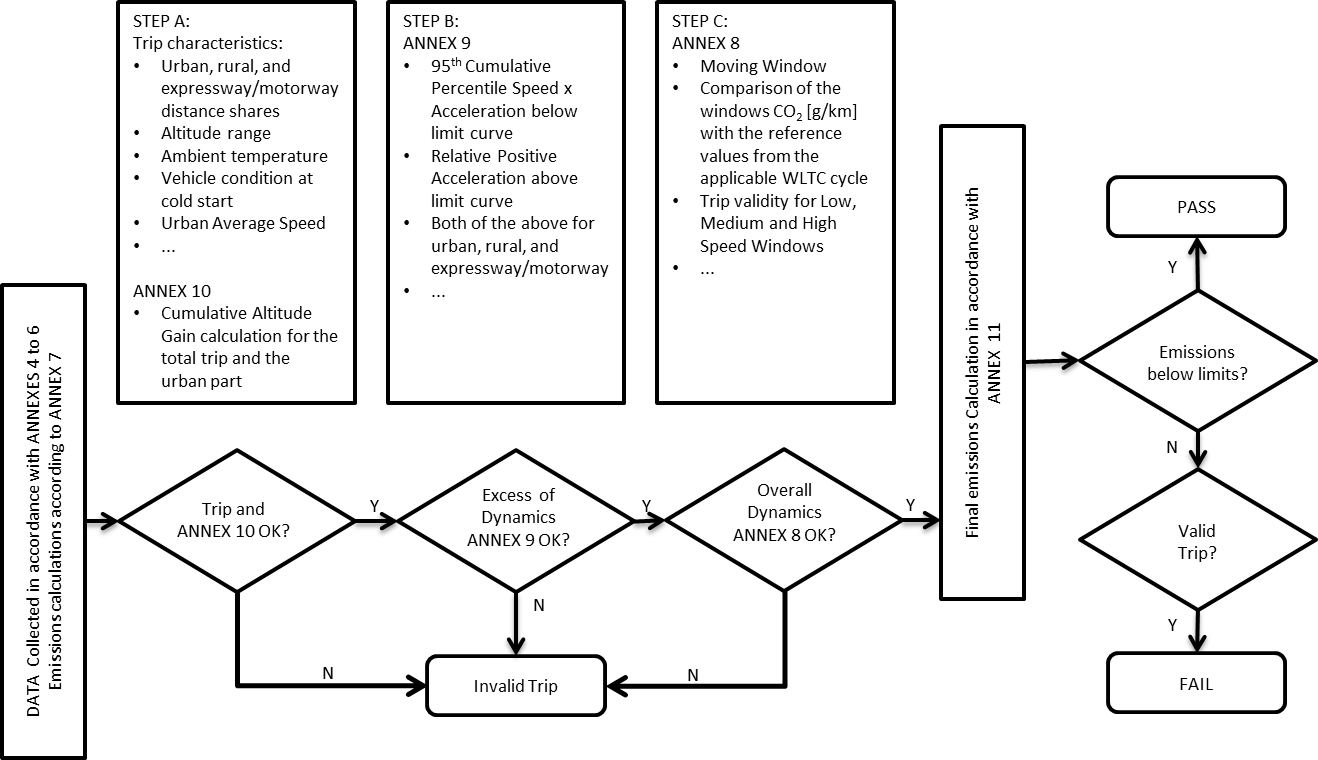 STEP A:
Trip characteristics:
• Urban, rural, and
expressway/motorway
distance shares
• Altitude range
• Ambient temperature
• Vehicle condition at
cold start
• Urban Average Speed
• ...
ANNEX 10
• Cumulative Altitude
Gain calculation for the
total trip and the
urban part
STEP B:
ANNEX 9
• 95th Cumulative
Percentile Speed x
Acceleration below
limit curve
• Relative Positive
Acceleration above
limit curve
• Both of the above for
urban, rural, and
expressway/motorway
• ...
STEP C:
ANNEX 8
• Moving Window
• Comparison of the
windows CO2 [g/km]
with the reference
values from the
applicable WLTC cycle
• Trip validity for Low,
Medium and High
Speed Windows
• ...
DATA Collected in accordance with ANNEXES 4 to 6
Emissions calculation according to ANNEX 7
Trip and
ANNEX 10 OK?
Y
Excess of
Dynamics
ANNEX 9 OK?
Y
Overall
Dynamics
ANNEX 8 OK?
Y
N
N
N
Invalid Trip
Final emissions Calculation in accordance with
ANNEX 11
PASS
Y
Emissions
below limits?
N
Valid
Trip?
Y
FAIL